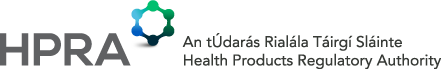 HPRA
An tÚdarás Rialála Táirgí Sláinte
Health Products Regulatory Authority